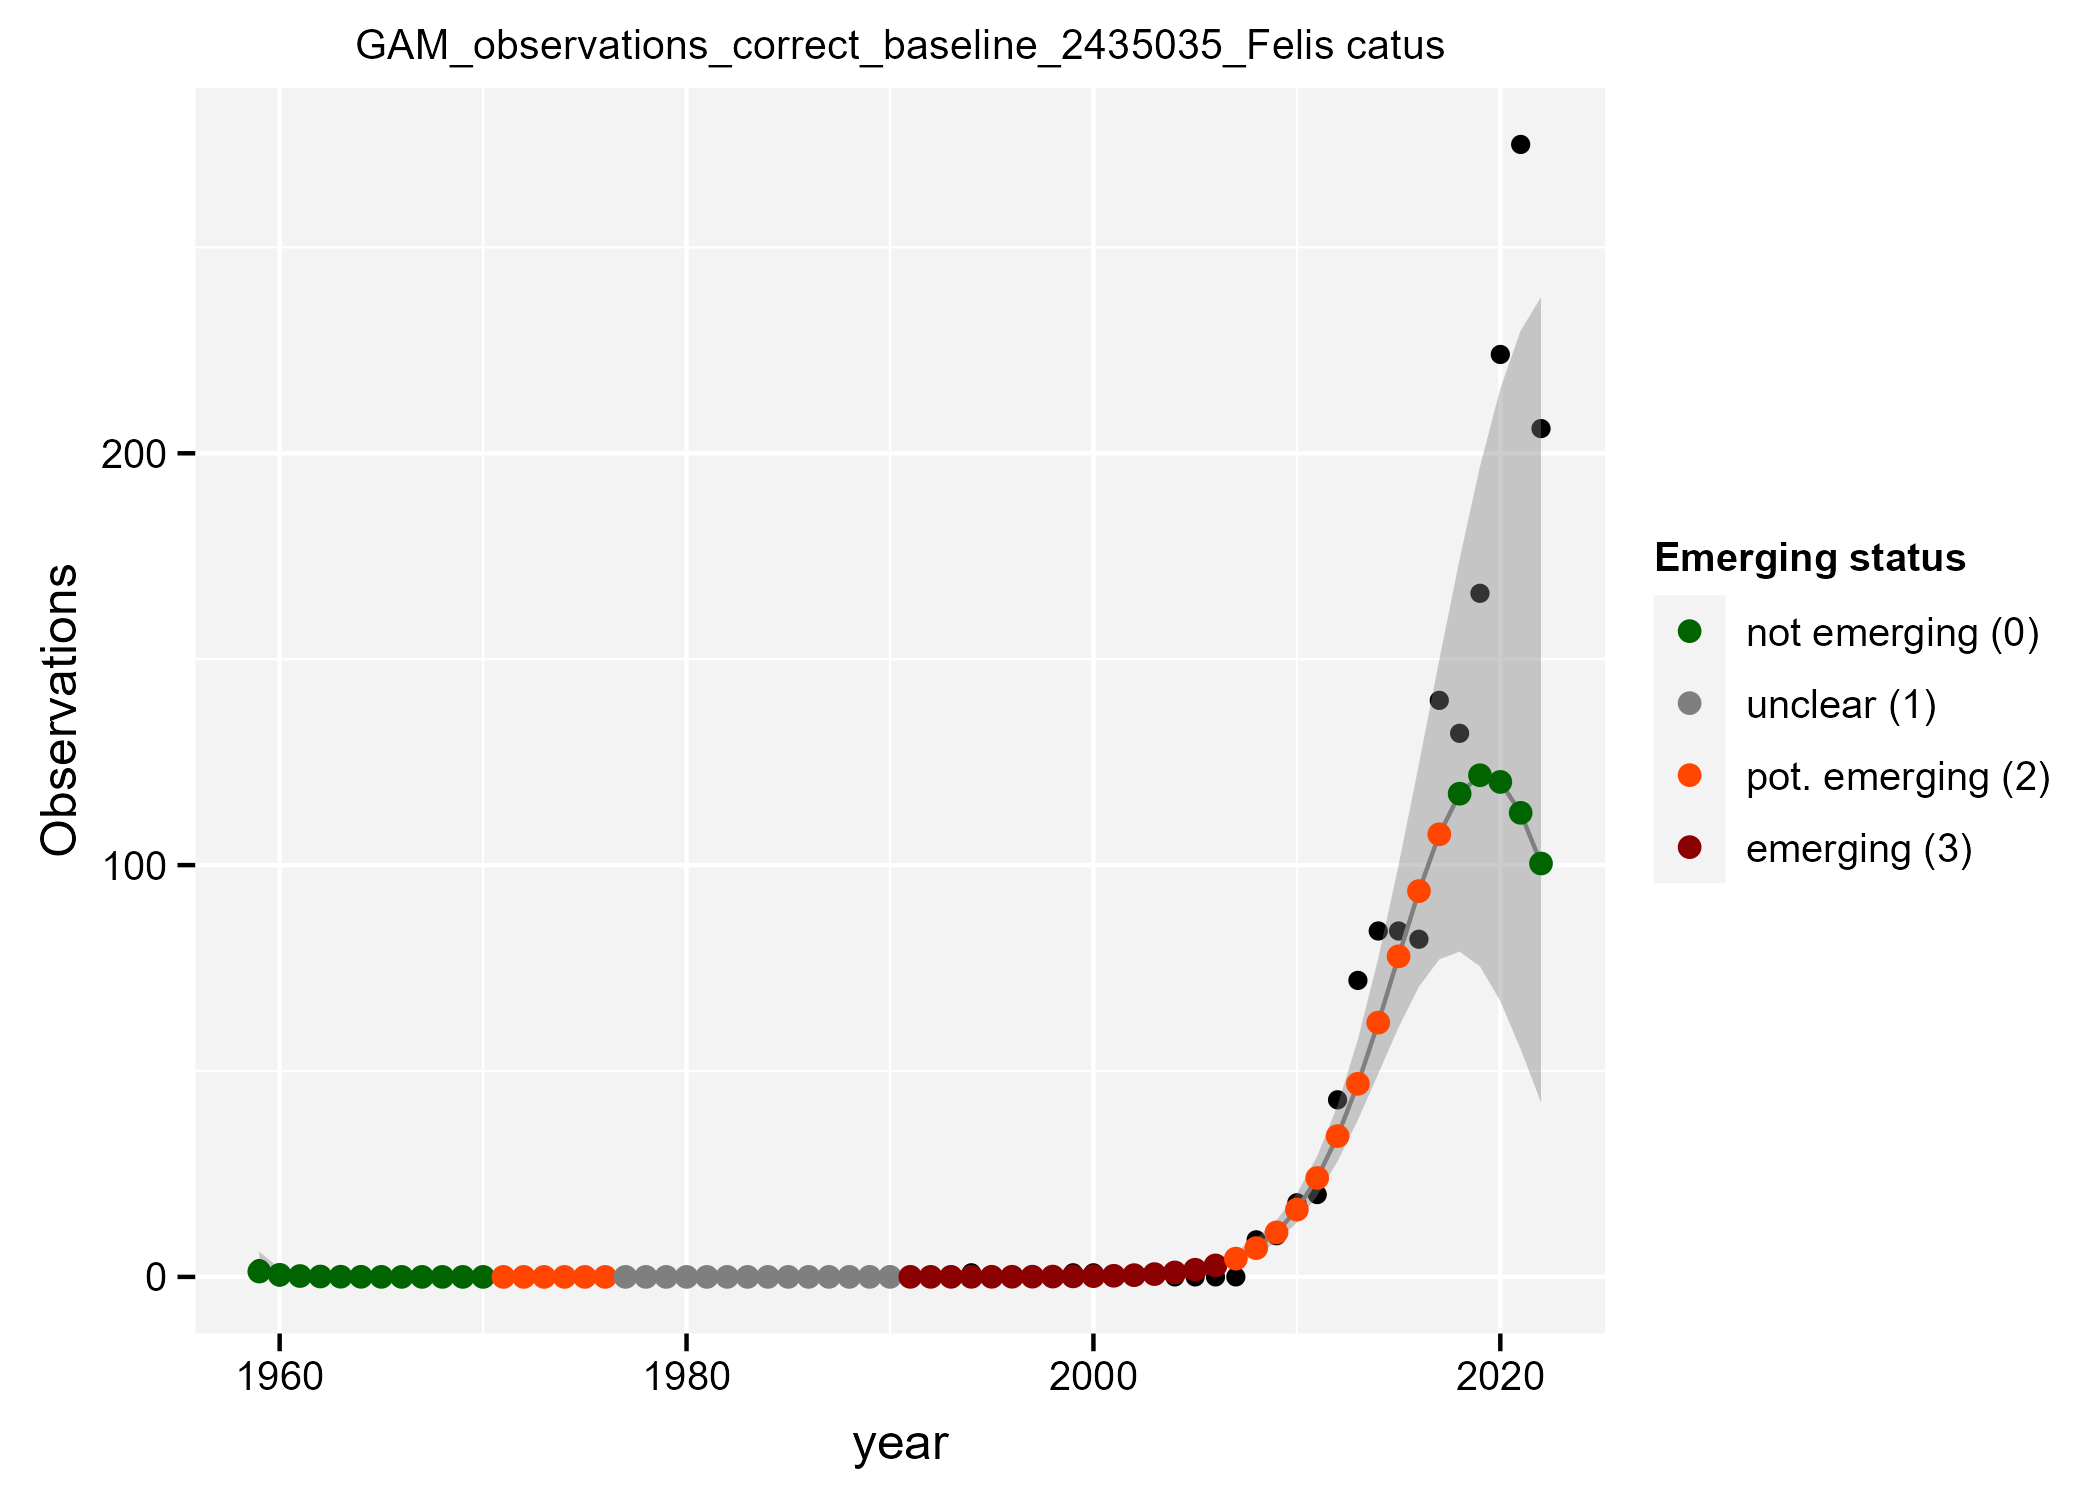 GAM_observations_correct_baseline_2435035_Felis catus
Observations
200
100
0
1960 1980 2000 2020
year
Emerging status
not emerging (0)
unclear (1)
pot. emerging (2)
emerging (3)